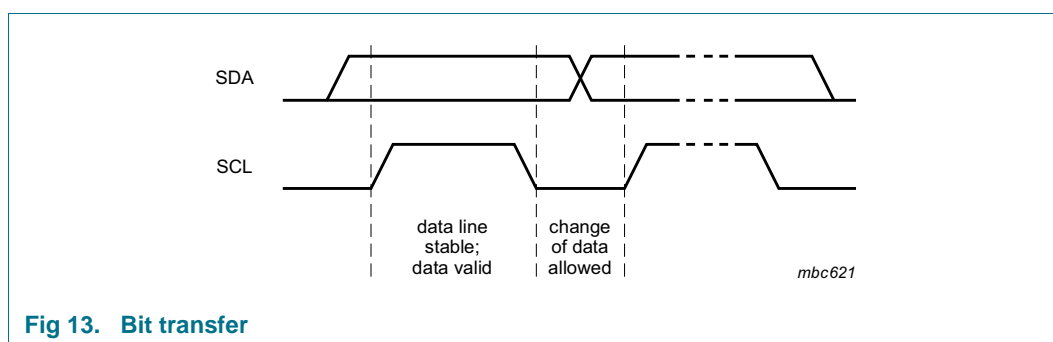 SDA
SCL
data line
stable;
data valid
change
of data
allowed
mbc621
Fig 13. Bit transfer